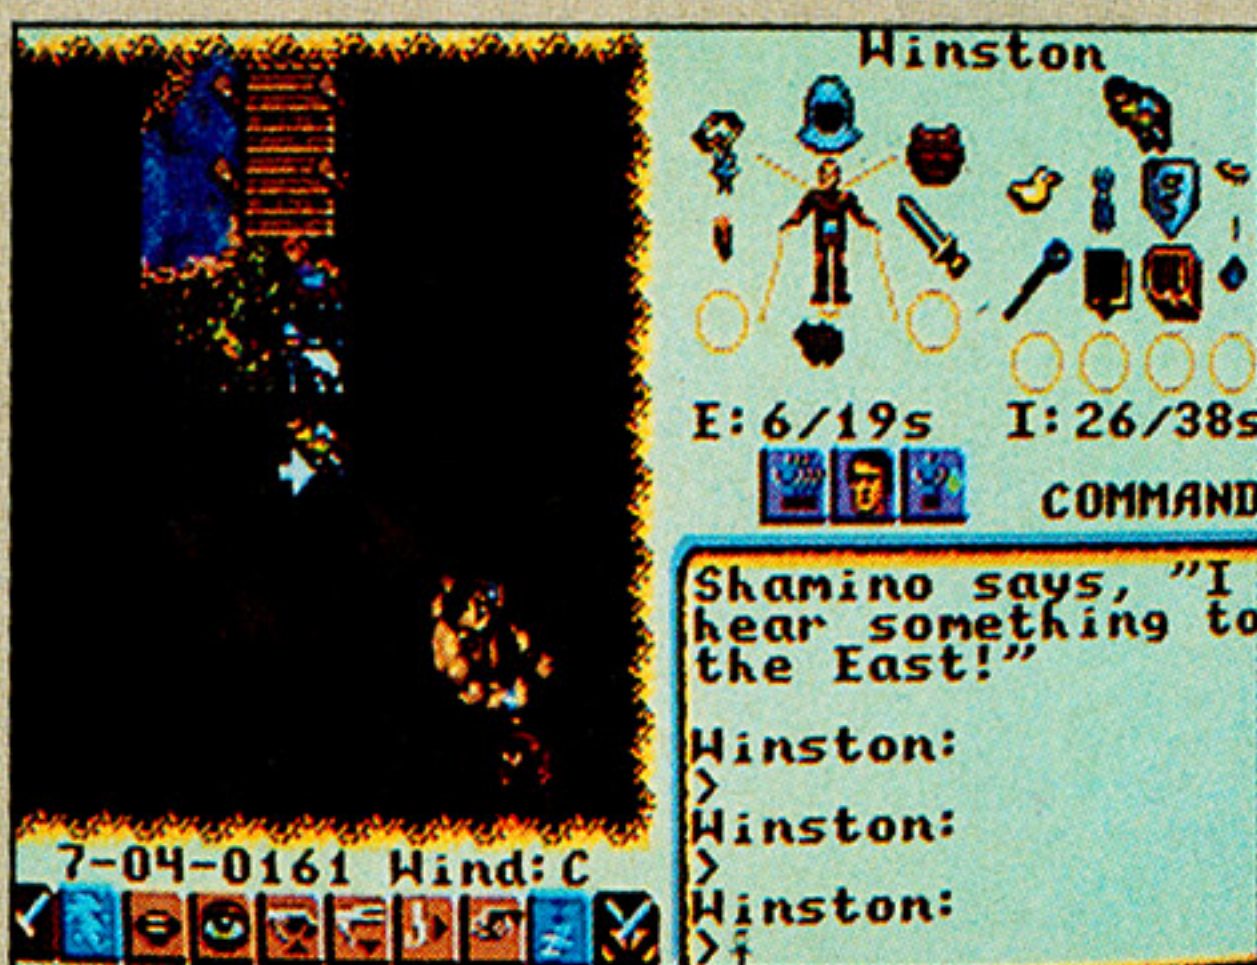 Winston
E: 6/19s
I: 26/38s
COMMAND
Shamino says, "I
hear something to
the East!"
Winston:
>
Winston:
>
Winston:
>
7-04-0161 Wind: C